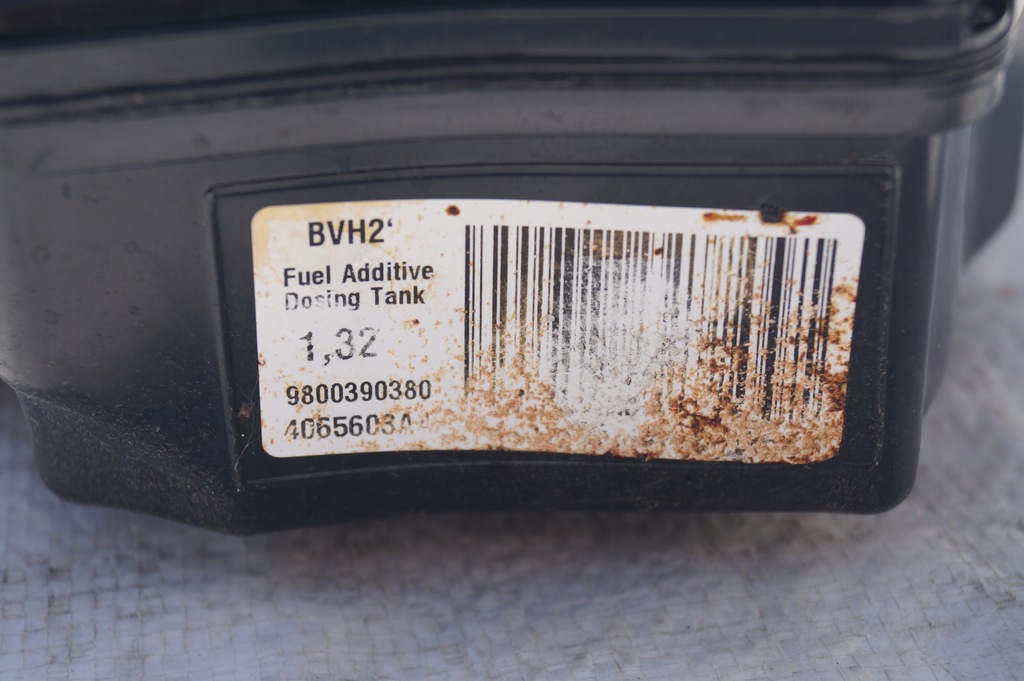 BVH2‘
Fuel Additive
Dosing Tank
1,32
9800390380
4065603A